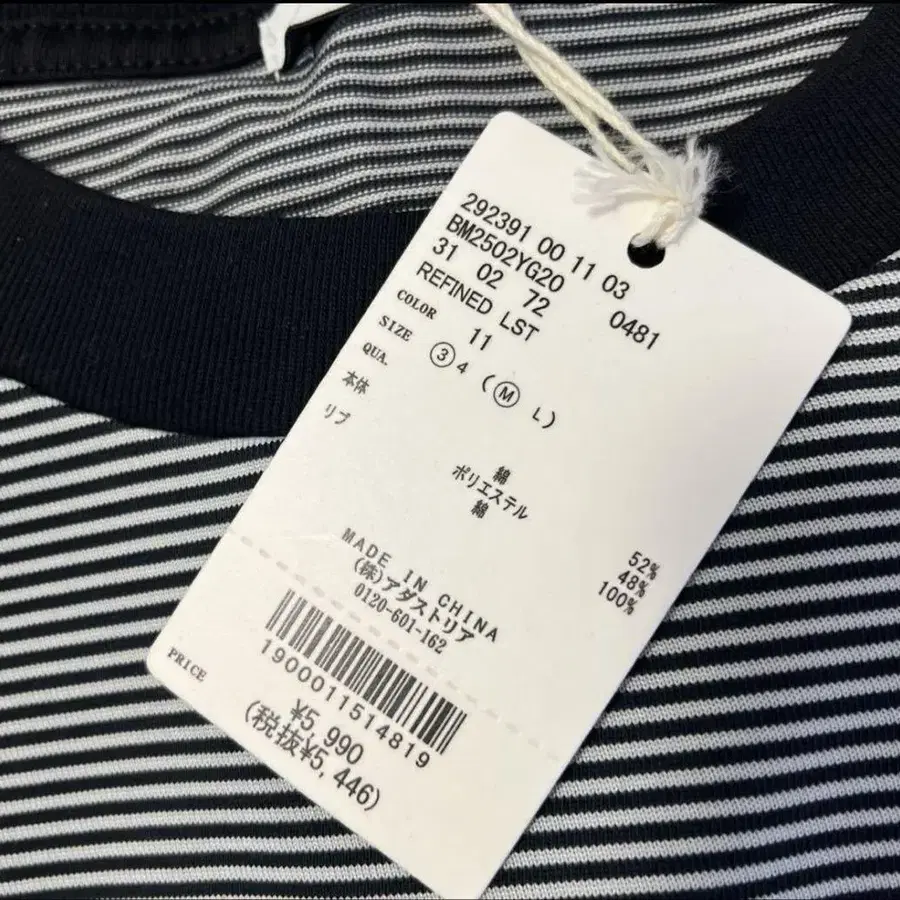 292391 00 11 03
BM2502YG20
31 02 72 0481
REFINED LST
COLOR 11
SIZE ③ 4 ( Ⓜ L )
QUA.
本体 綿 52%
ポリエステル 48%
リブ 綿 100%
MADE IN CHINA
(株)アダストリア
0120-601-162
1900011514819
PRICE ¥5,990
(税抜¥5,446)